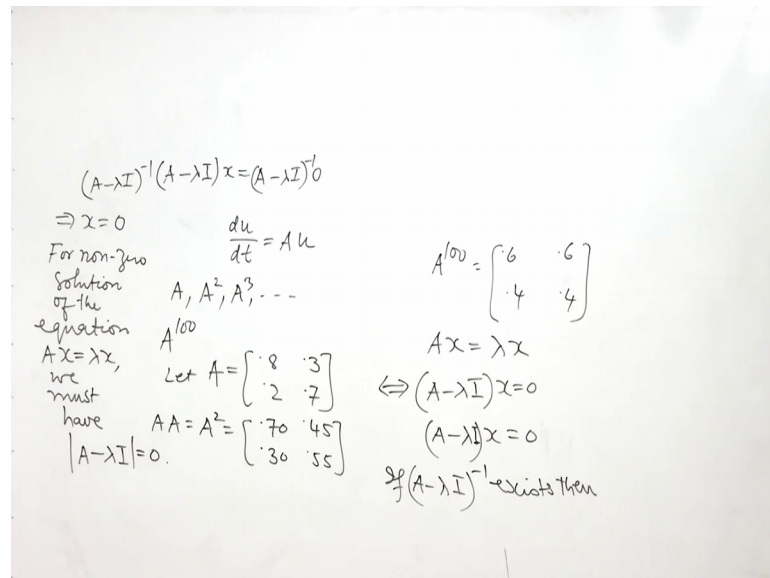 (A-λI)⁻¹(A-λI)x=(A-λI)⁻¹0
⇒x=0
For non-zero
Solution
of the
equation
AX=λx,
we
must
have
|A-λI|=0.
du/dt = Au
A, A², A³, ...
A¹⁰⁰
Let A=[.8 .3
.2 .7]
AA=A²=[.70 .45
.30 .55]
A¹⁰⁰=[.6 .6
.4 .4]
Ax=λx
⇔(A-λI)x=0
(A-λI)x=0
If(A-λI)⁻¹exists then